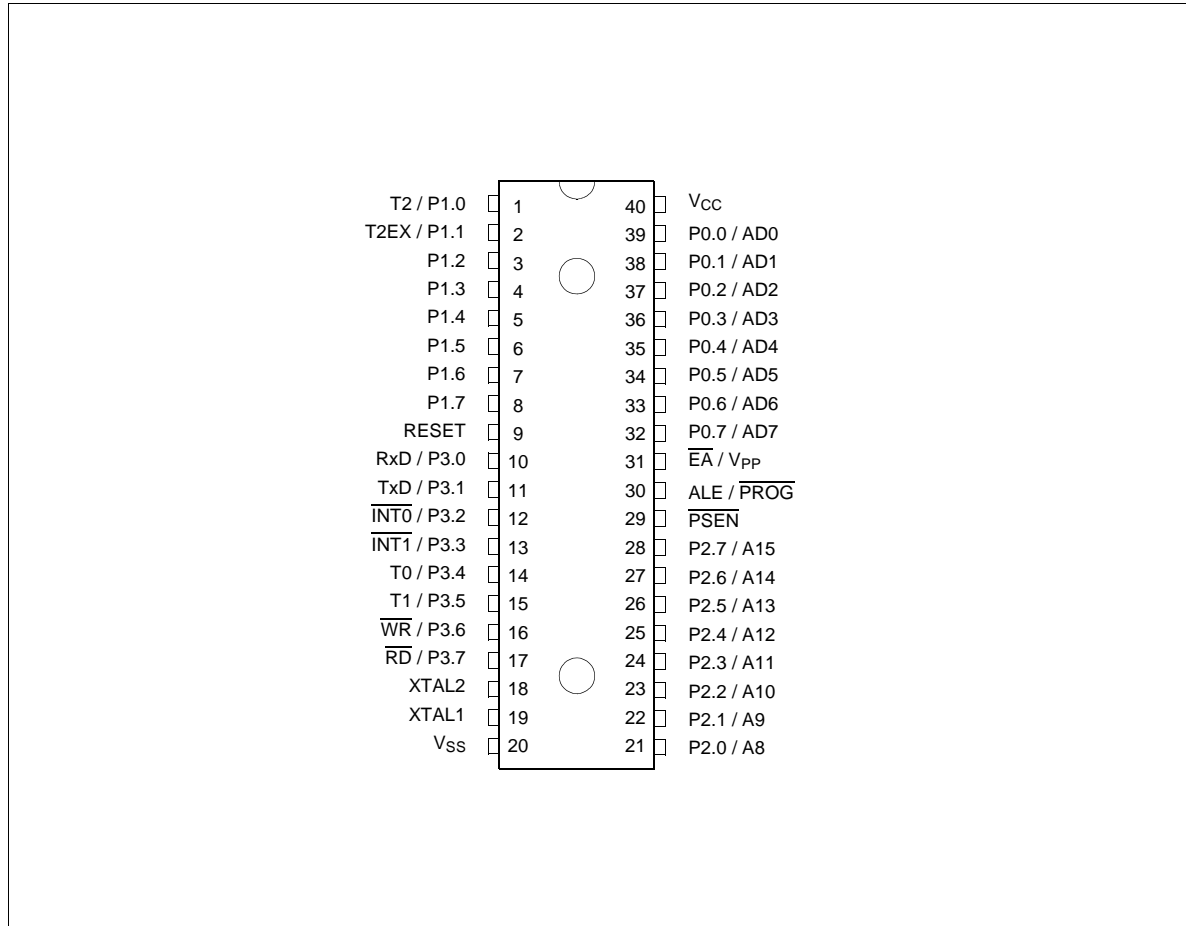 T2 / P1.0 1 40 VCC
T2EX / P1.1 2 39 P0.0 / AD0
P1.2 3 38 P0.1 / AD1
P1.3 4 37 P0.2 / AD2
P1.4 5 36 P0.3 / AD3
P1.5 6 35 P0.4 / AD4
P1.6 7 34 P0.5 / AD5
P1.7 8 33 P0.6 / AD6
RESET 9 32 P0.7 / AD7
RxD / P3.0 10 31 E̅A̅ / VPP
TxD / P3.1 11 30 ALE / P̅R̅O̅G̅
I̅N̅T̅0̅ / P3.2 12 29 P̅S̅E̅N̅
I̅N̅T̅1̅ / P3.3 13 28 P2.7 / A15
T0 / P3.4 14 27 P2.6 / A14
T1 / P3.5 15 26 P2.5 / A13
W̅R̅ / P3.6 16 25 P2.4 / A12
R̅D̅ / P3.7 17 24 P2.3 / A11
XTAL2 18 23 P2.2 / A10
XTAL1 19 22 P2.1 / A9
VSS 20 21 P2.0 / A8